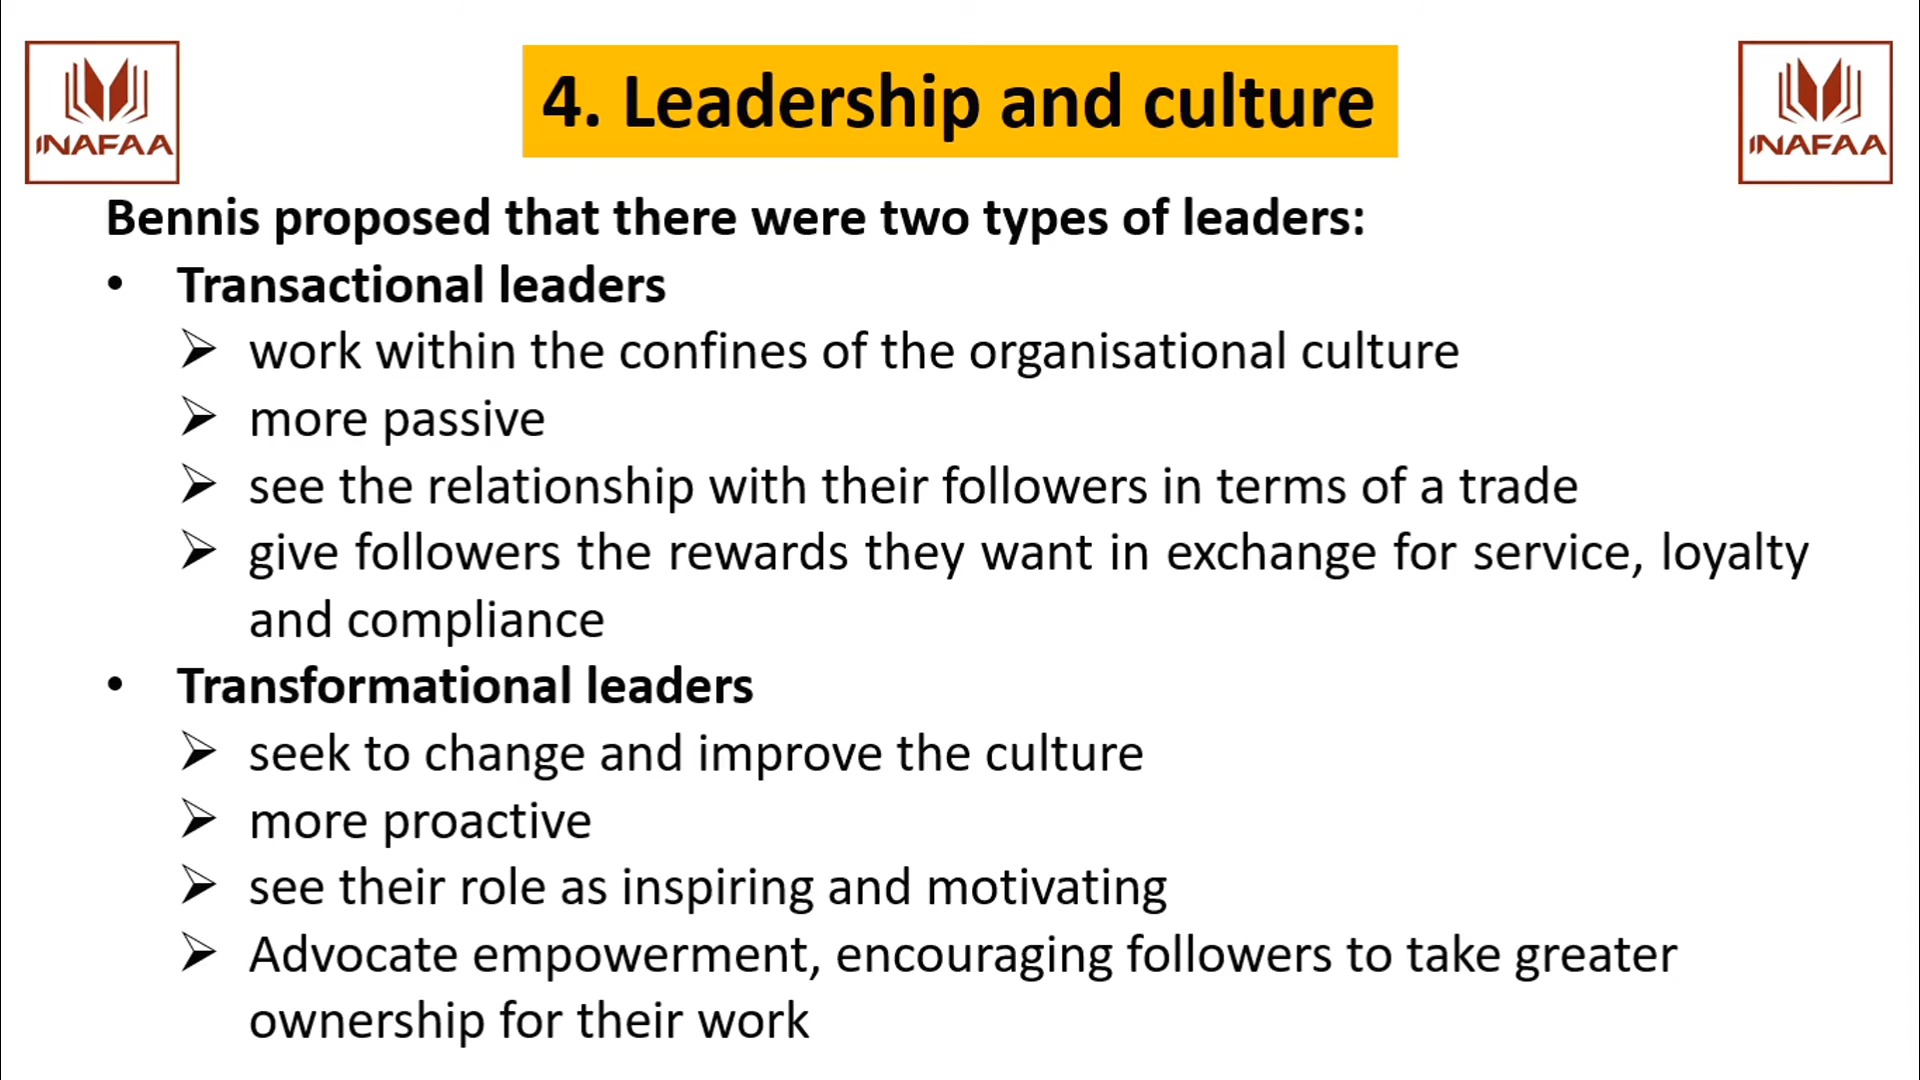 INAFAA
4. Leadership and culture
INAFAA
Bennis proposed that there were two types of leaders:
• Transactional leaders
➢ work within the confines of the organisational culture
➢ more passive
➢ see the relationship with their followers in terms of a trade
➢ give followers the rewards they want in exchange for service, loyalty
and compliance
• Transformational leaders
➢ seek to change and improve the culture
➢ more proactive
➢ see their role as inspiring and motivating
➢ Advocate empowerment, encouraging followers to take greater
ownership for their work